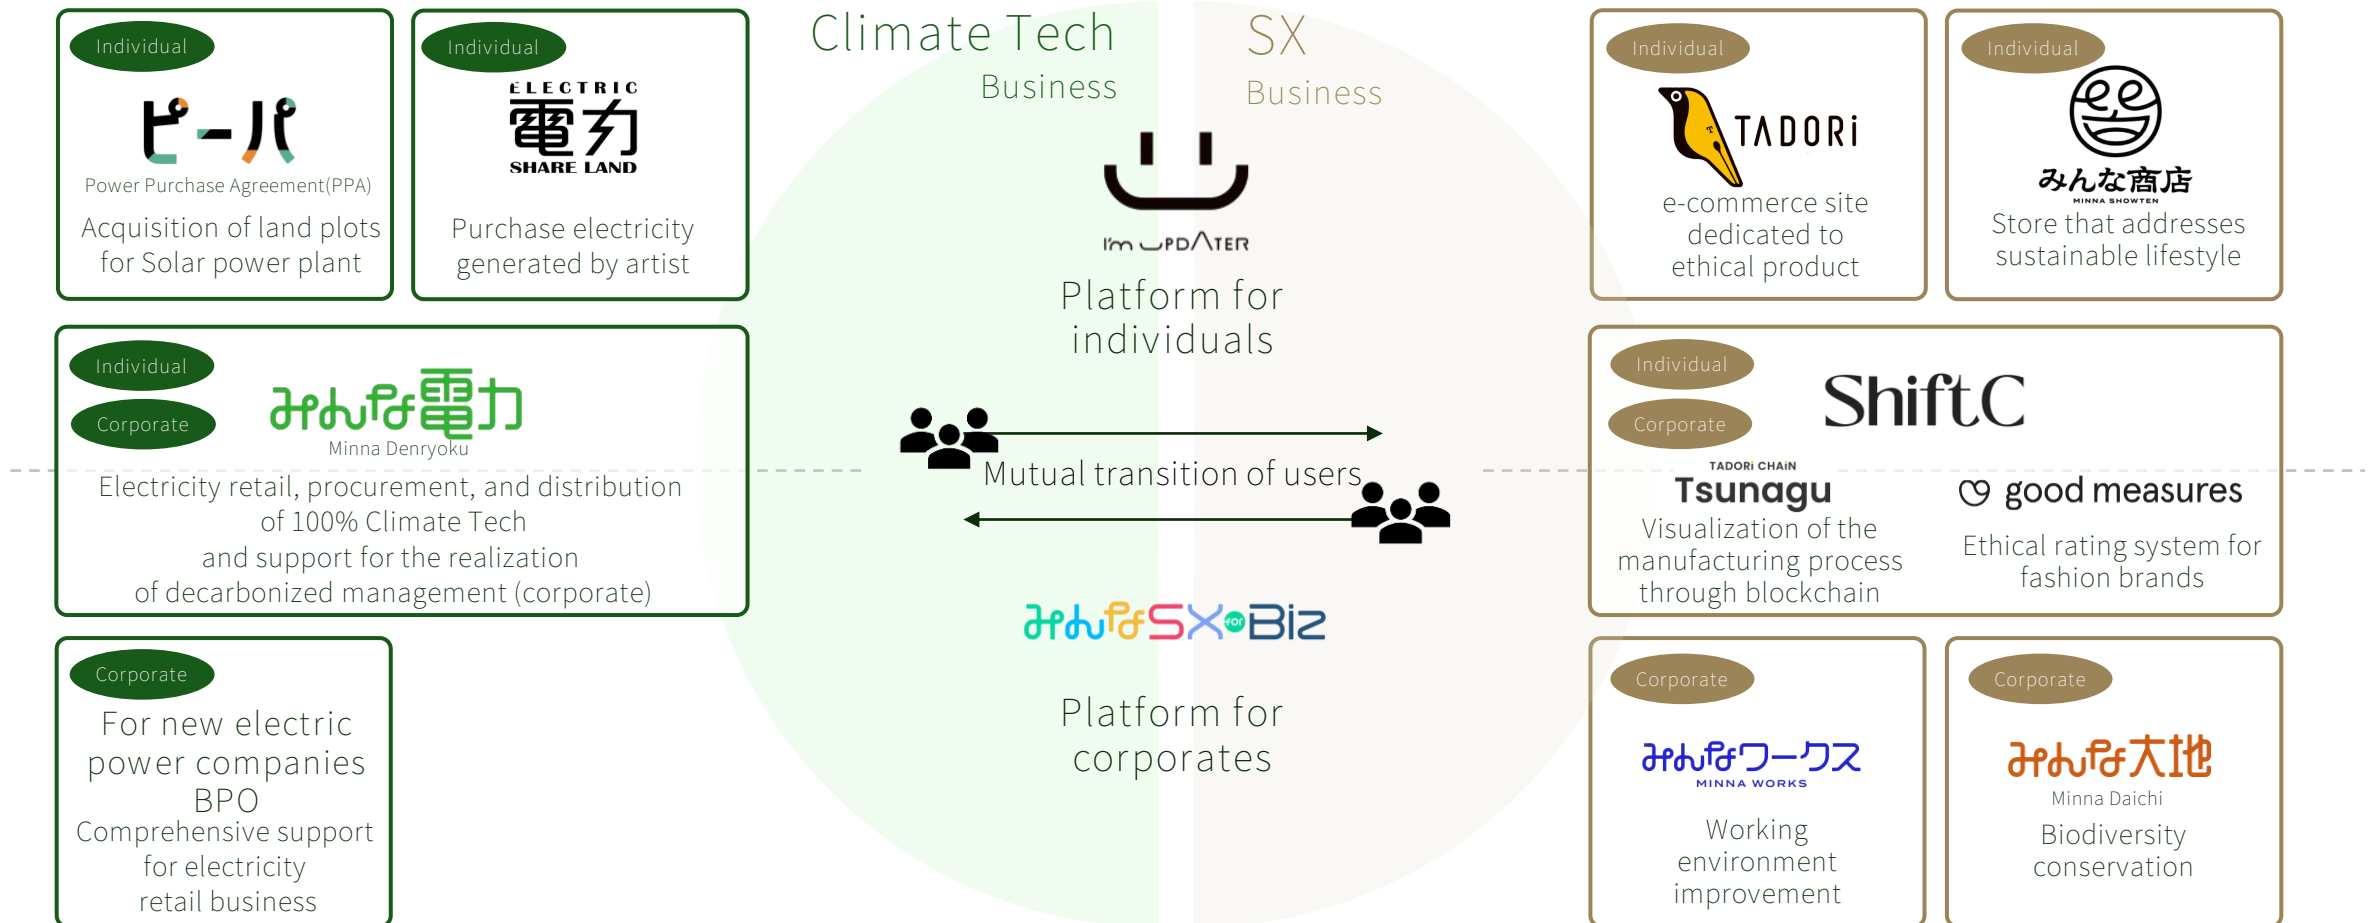 Climate Tech
Business
SX
Business
Individual
ピーパ
Power Purchase Agreement(PPA)
Acquisition of land plots
for Solar power plant
Individual
ELECTRIC
電力
SHARE LAND
Purchase electricity
generated by artist
I'm UPDATER
Platform for
individuals
Individual
TADORi
e-commerce site
dedicated to
ethical product
Individual
みんな商店
MINNA SHOWTEN
Store that addresses
sustainable lifestyle
Individual
Corporate
みんな電力
Minna Denryoku
Electricity retail, procurement, and distribution
of 100% Climate Tech
and support for the realization
of decarbonized management (corporate)
Mutual transition of users
Individual
Corporate
ShiftC
TADORi CHAiN
Tsunagu
Visualization of the
manufacturing process
through blockchain
good measures
Ethical rating system for
fashion brands
みんなSX for Biz
Platform for
corporates
Corporate
For new electric
power companies
BPO
Comprehensive support
for electricity
retail business
Corporate
みんなワークス
MINNA WORKS
Working
environment
improvement
Corporate
みんな大地
Minna Daichi
Biodiversity
conservation